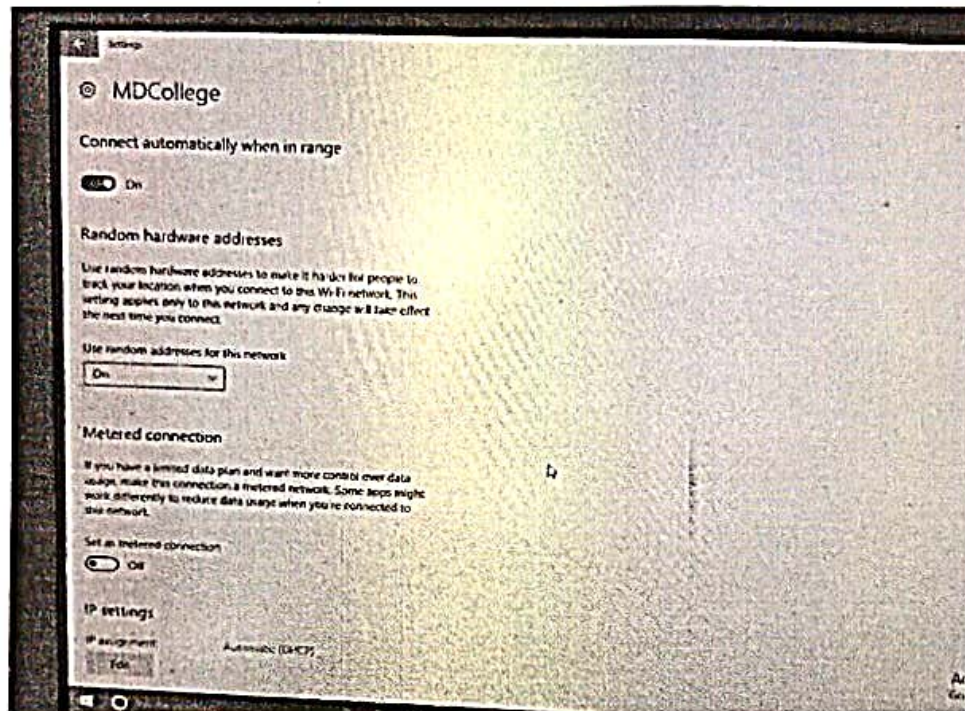 Settings
MDCollege
Connect automatically when in range
On
Random hardware addresses
Use random hardware addresses to make it harder for people to
track your location when you connect to this Wi-Fi network. This
setting applies only to this network and any change will take effect
the next time you connect.
Use random addresses for this network
On
Metered connection
If you have a limited data plan and want more control over data
usage, make this connection a metered network. Some apps might
work differently to reduce data usage when you're connected to
this network.
Set as metered connection
Off
IP settings
IP assignment
Automatic (DHCP)
Edit